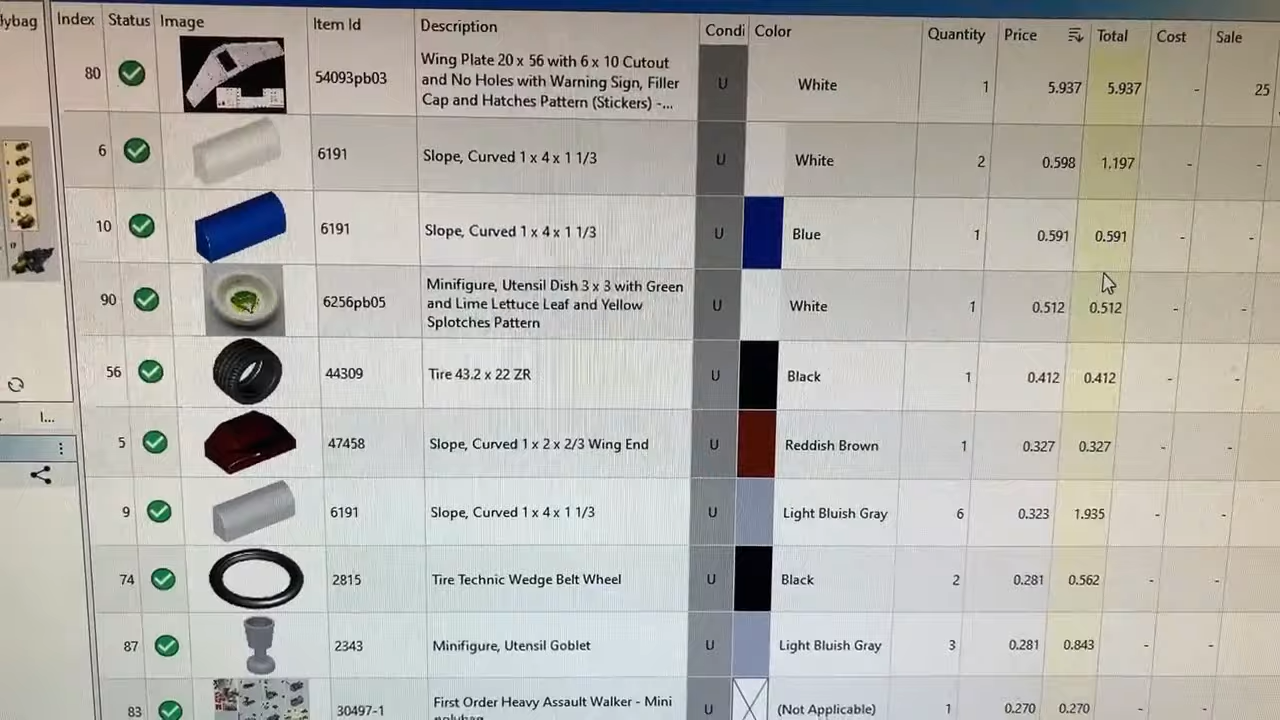 lybag
Index Status Image Item Id Description Condi Color Quantity Price Total Cost Sale
80 54093pb03 Wing Plate 20 x 56 with 6 x 10 Cutout
and No Holes with Warning Sign, Filler
Cap and Hatches Pattern (Stickers) -... U White 1 5.937 5.937 - 25
6 6191 Slope, Curved 1 x 4 x 1 1/3 U White 2 0.598 1.197 - -
10 6191 Slope, Curved 1 x 4 x 1 1/3 U Blue 1 0.591 0.591 - -
90 6256pb05 Minifigure, Utensil Dish 3 x 3 with Green
and Lime Lettuce Leaf and Yellow
Splotches Pattern U White 1 0.512 0.512 - -
56 44309 Tire 43.2 x 22 ZR U Black 1 0.412 0.412 - -
I...
5 47458 Slope, Curved 1 x 2 x 2/3 Wing End U Reddish Brown 1 0.327 0.327 - -
9 6191 Slope, Curved 1 x 4 x 1 1/3 U Light Bluish Gray 6 0.323 1.935 - -
74 2815 Tire Technic Wedge Belt Wheel U Black 2 0.281 0.562 - -
87 2343 Minifigure, Utensil Goblet U Light Bluish Gray 3 0.281 0.843 - -
83 30497-1 First Order Heavy Assault Walker - Mini
polybag U (Not Applicable) 1 0.270 0.270 - -